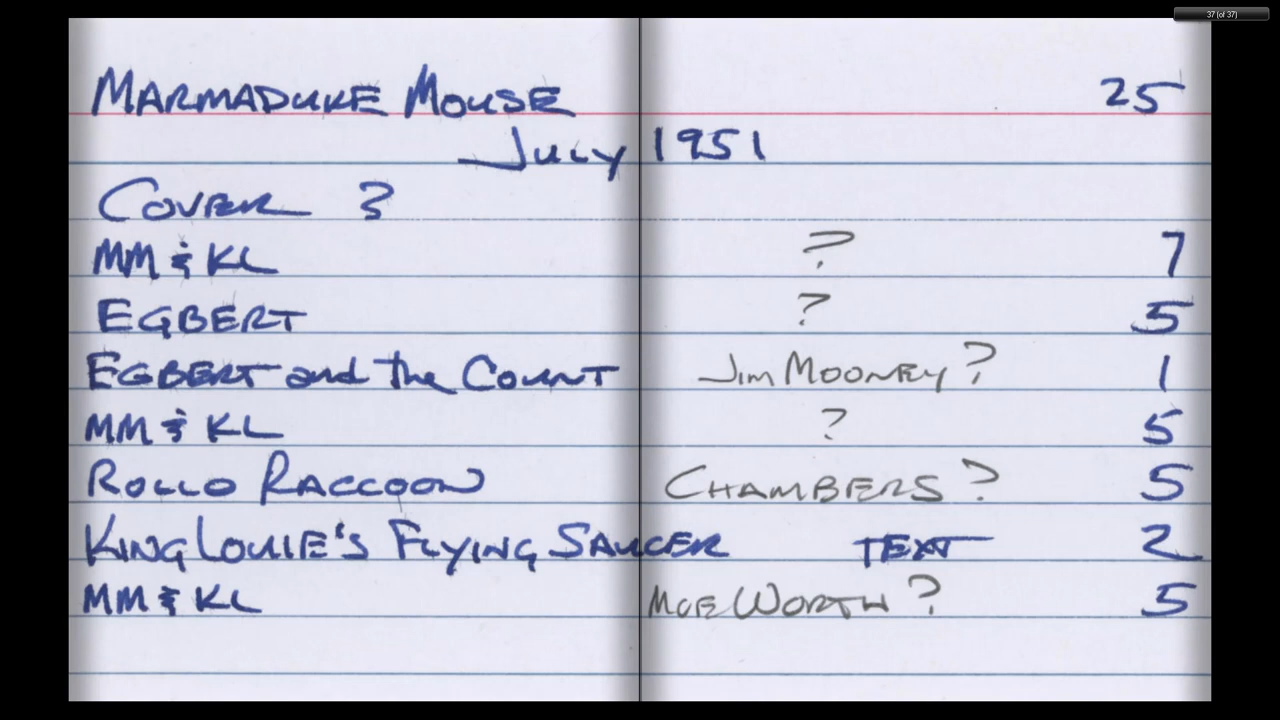 37 (of 37)
MARMADUKE MOUSE 25
July 1951
COVER ?
MM & KL ? 7
EGBERT ? 5
EGBERT and the COUNT JIM MOONEY? 1
MM & KL ? 5
ROLLO RACCOON CHAMBERS? 5
KING LOUIE'S FLYING SAUCER TEXT 2
MM & KL MOE WORTH? 5